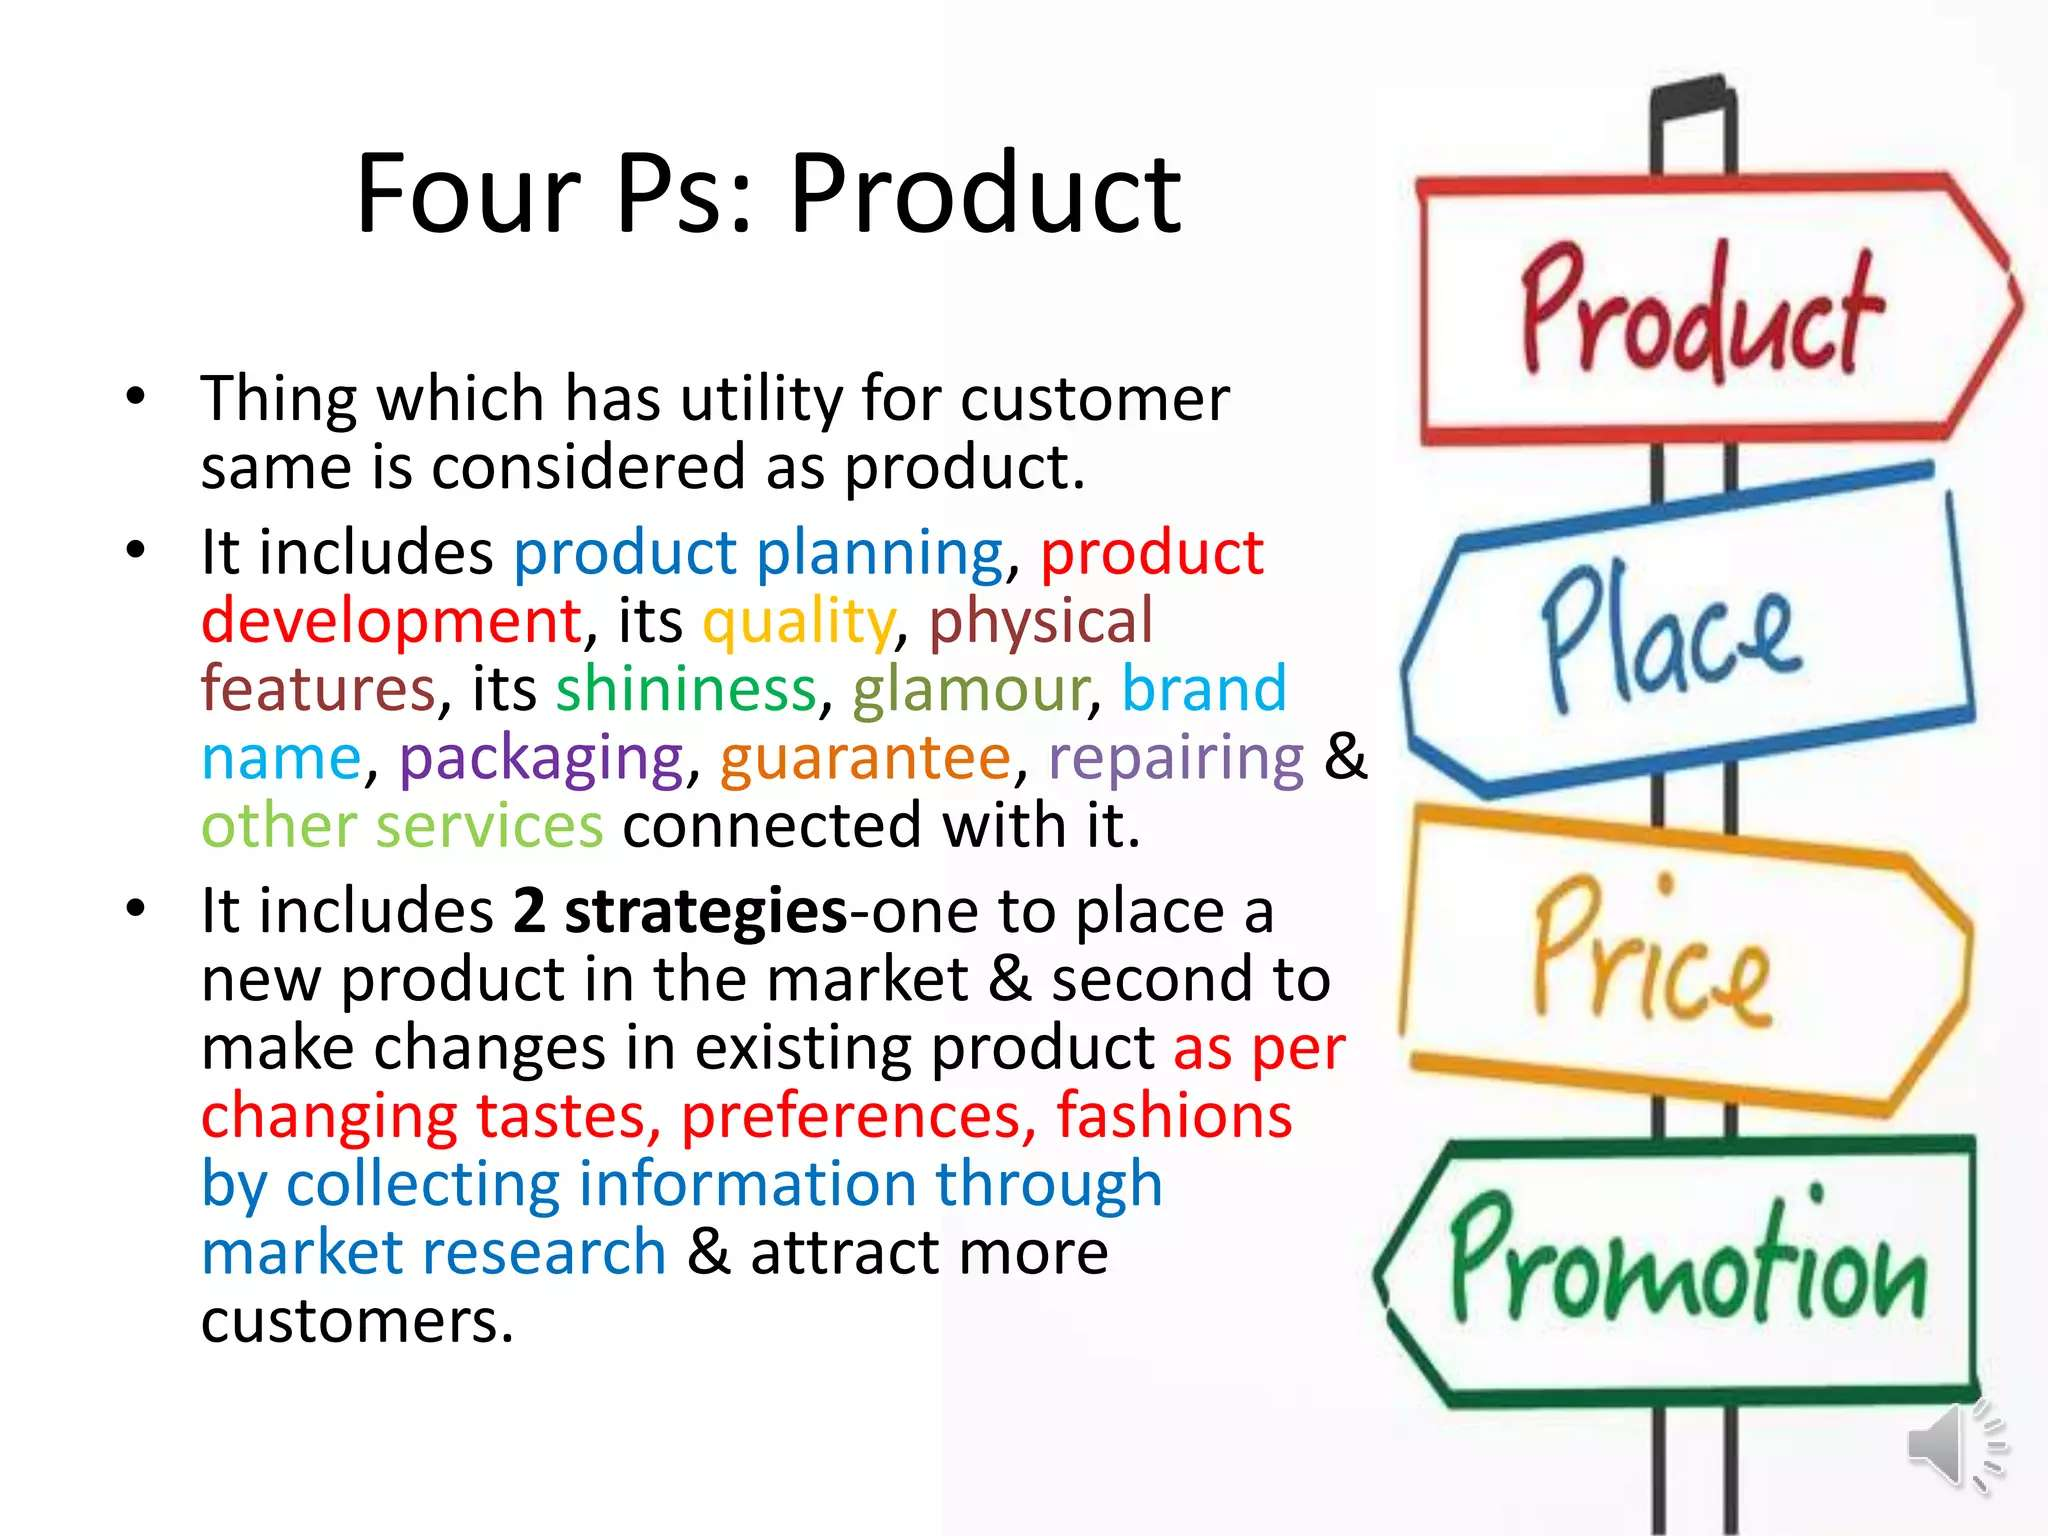 Four Ps: Product
• Thing which has utility for customer
same is considered as product.
• It includes product planning, product
development, its quality, physical
features, its shininess, glamour, brand
name, packaging, guarantee, repairing &
other services connected with it.
• It includes 2 strategies-one to place a
new product in the market & second to
make changes in existing product as per
changing tastes, preferences, fashions
by collecting information through
market research & attract more
customers.
Product
Place
Price
Promotion